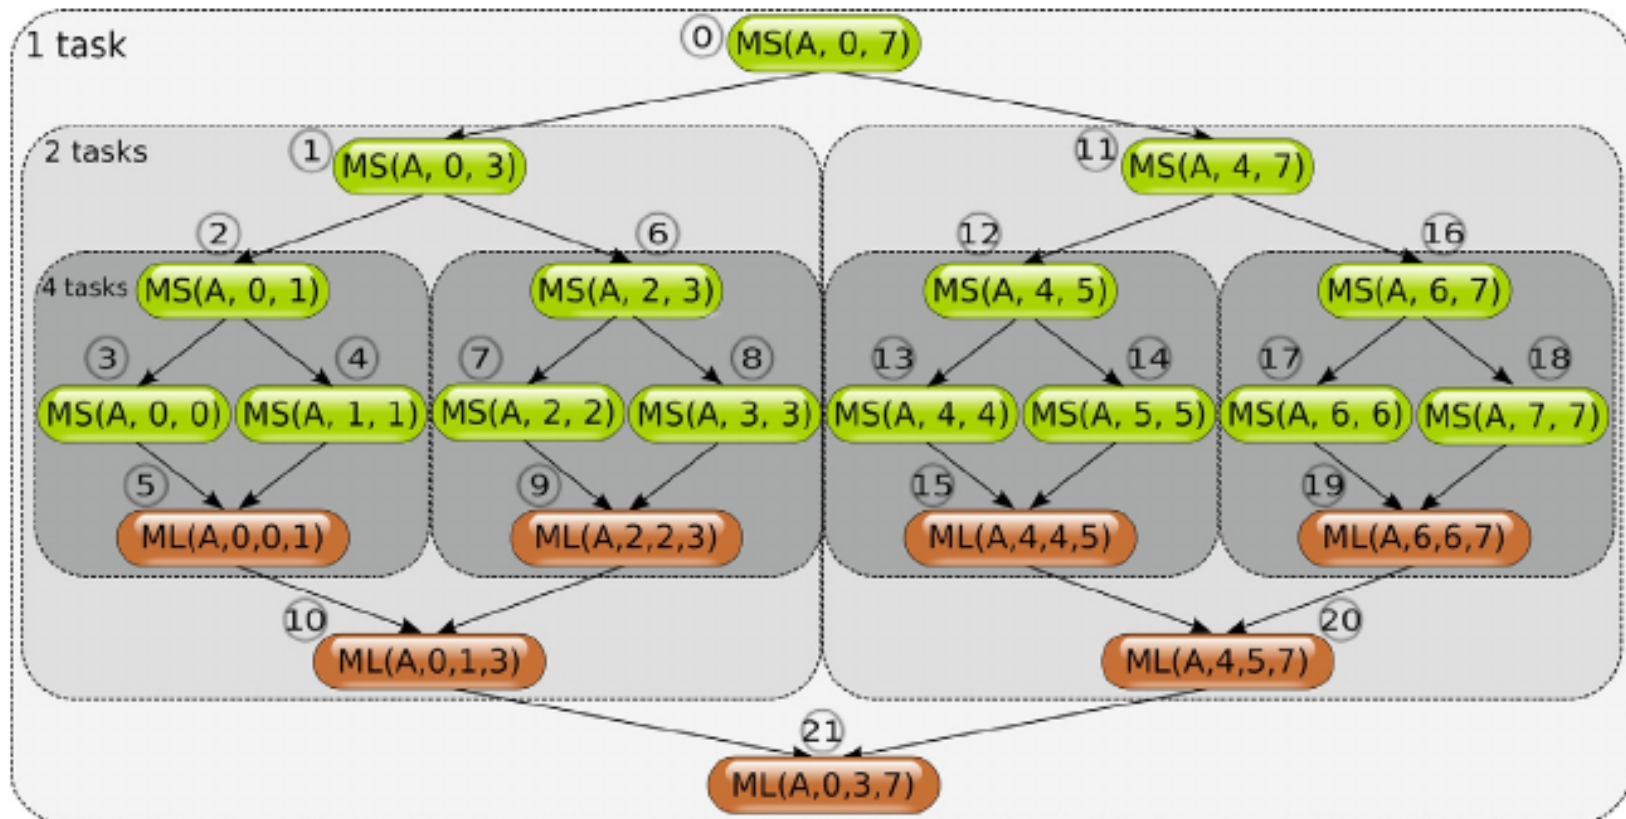 1 task
0
MS(A, 0, 7)
2 tasks
1
MS(A, 0, 3)
11
MS(A, 4, 7)
2
6
12
16
4 tasks
MS(A, 0, 1)
MS(A, 2, 3)
MS(A, 4, 5)
MS(A, 6, 7)
3
4
7
8
13
14
17
18
MS(A, 0, 0)
MS(A, 1, 1)
MS(A, 2, 2)
MS(A, 3, 3)
MS(A, 4, 4)
MS(A, 5, 5)
MS(A, 6, 6)
MS(A, 7, 7)
5
9
15
19
ML(A,0,0,1)
ML(A,2,2,3)
ML(A,4,4,5)
ML(A,6,6,7)
10
20
ML(A,0,1,3)
ML(A,4,5,7)
21
ML(A,0,3,7)